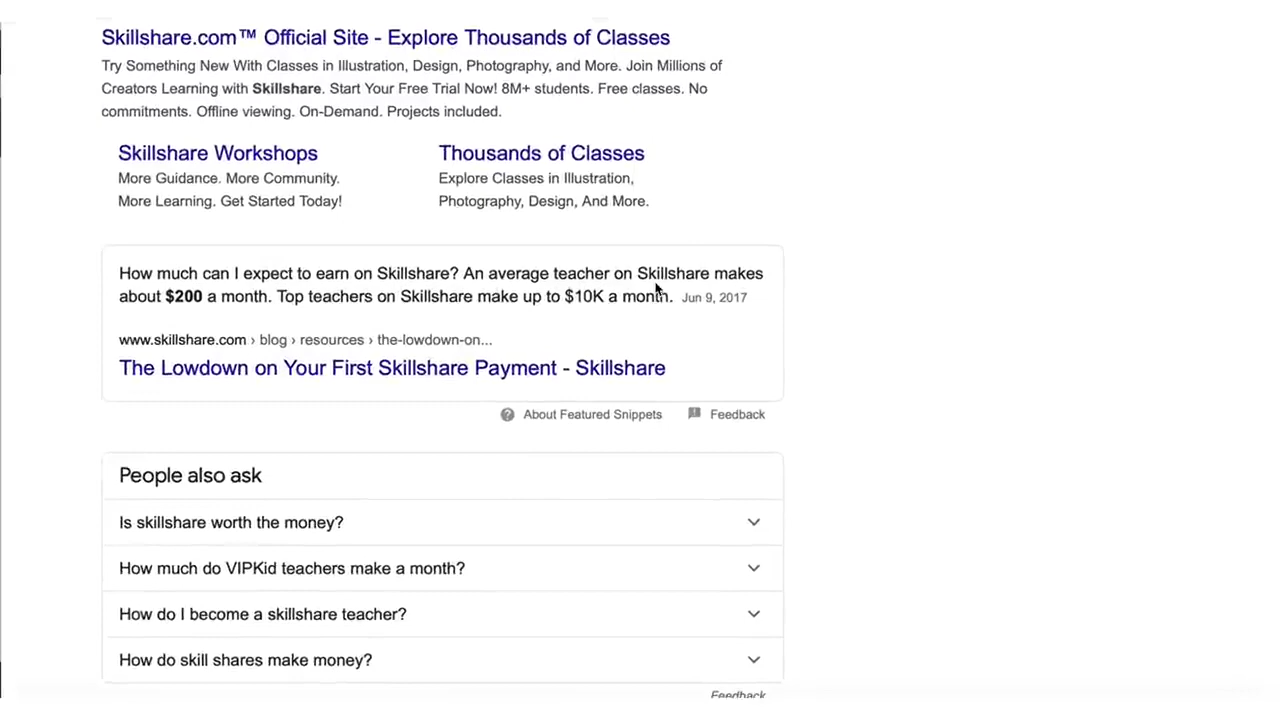 Skillshare.com™ Official Site - Explore Thousands of Classes
Try Something New With Classes in Illustration, Design, Photography, and More. Join Millions of
Creators Learning with Skillshare. Start Your Free Trial Now! 8M+ students. Free classes. No
commitments. Offline viewing. On-Demand. Projects included.
Skillshare Workshops
More Guidance. More Community.
More Learning. Get Started Today!
Thousands of Classes
Explore Classes in Illustration,
Photography, Design, And More.
How much can I expect to earn on Skillshare? An average teacher on Skillshare makes
about $200 a month. Top teachers on Skillshare make up to $10K a month. Jun 9, 2017
www.skillshare.com › blog › resources › the-lowdown-on...
The Lowdown on Your First Skillshare Payment - Skillshare
About Featured Snippets Feedback
People also ask
Is skillshare worth the money?
How much do VIPKid teachers make a month?
How do I become a skillshare teacher?
How do skill shares make money?
Feedback